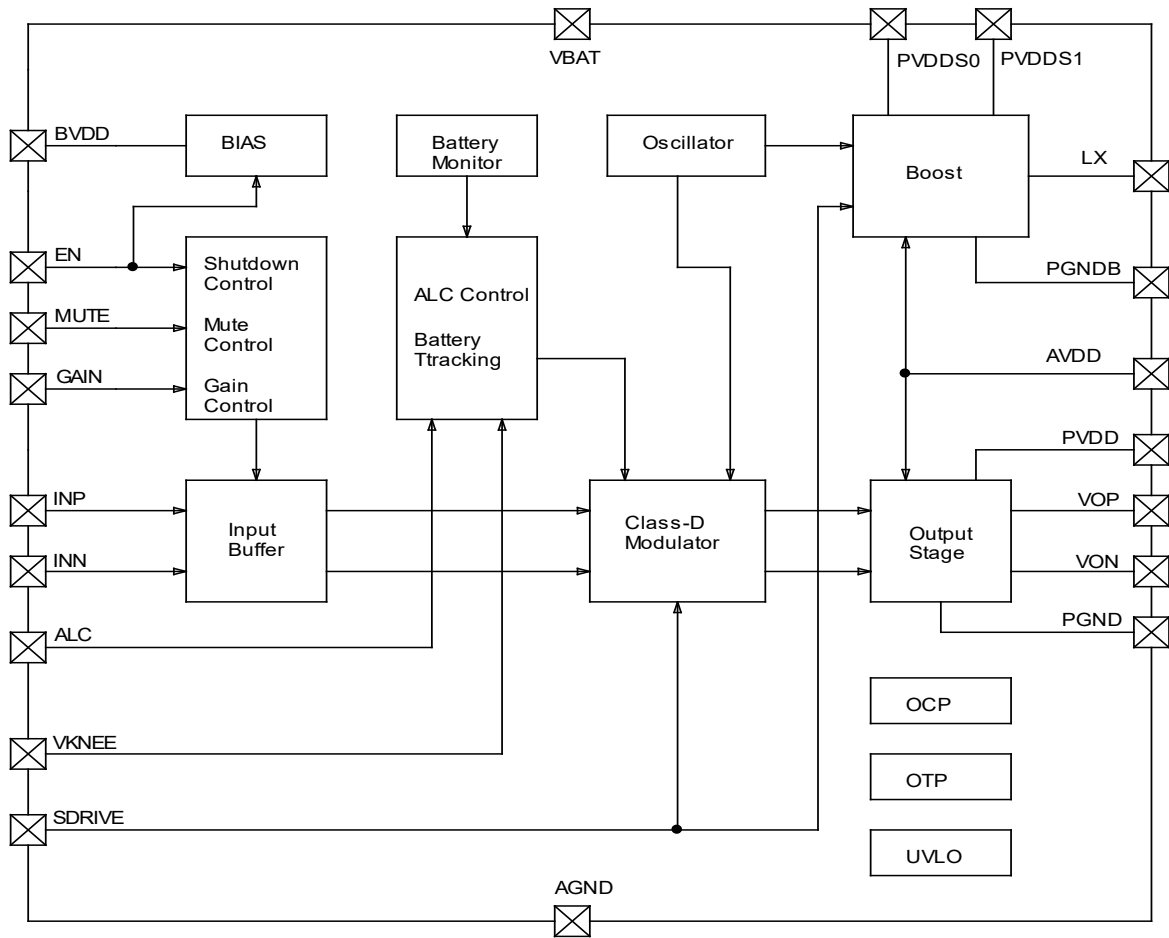 VBAT
PVDDS0
PVDDS1
BVDD
BIAS
Battery
Monitor
Oscillator
Boost
LX
EN
Shutdown
Control
ALC Control
PGNDB
MUTE
Mute
Control
Battery
Ttracking
AVDD
GAIN
Gain
Control
PVDD
INP
Input
Buffer
Class-D
Modulator
Output
Stage
VOP
INN
VON
ALC
PGND
OCP
VKNEE
OTP
SDRIVE
UVLO
AGND